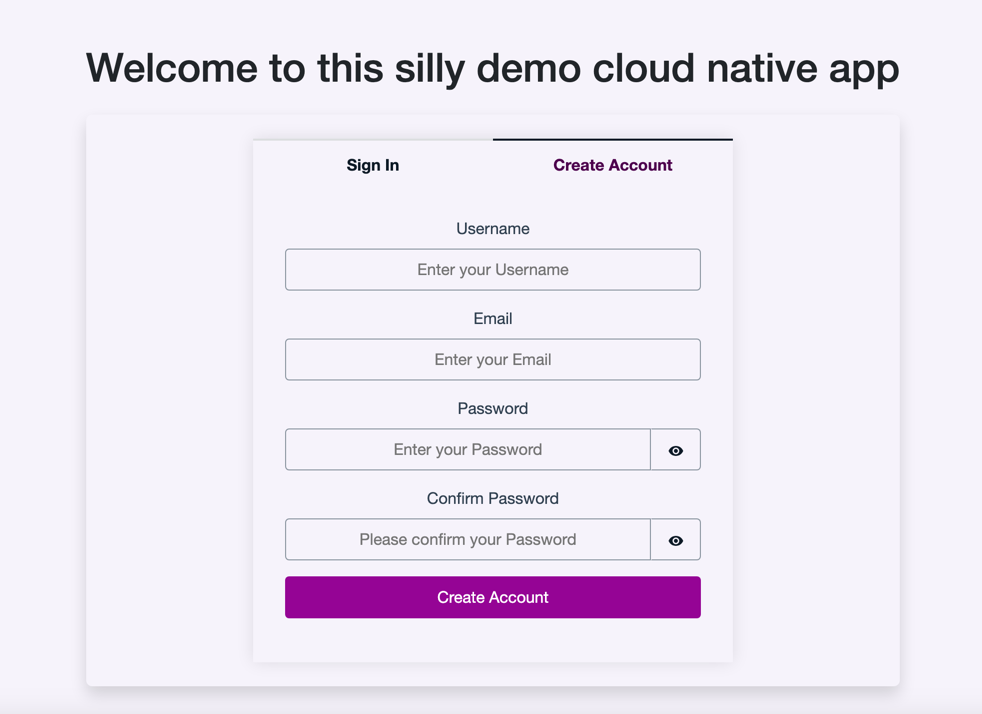 Welcome to this silly demo cloud native app
Sign In
Create Account
Username
Enter your Username
Email
Enter your Email
Password
Enter your Password
Confirm Password
Please confirm your Password
Create Account